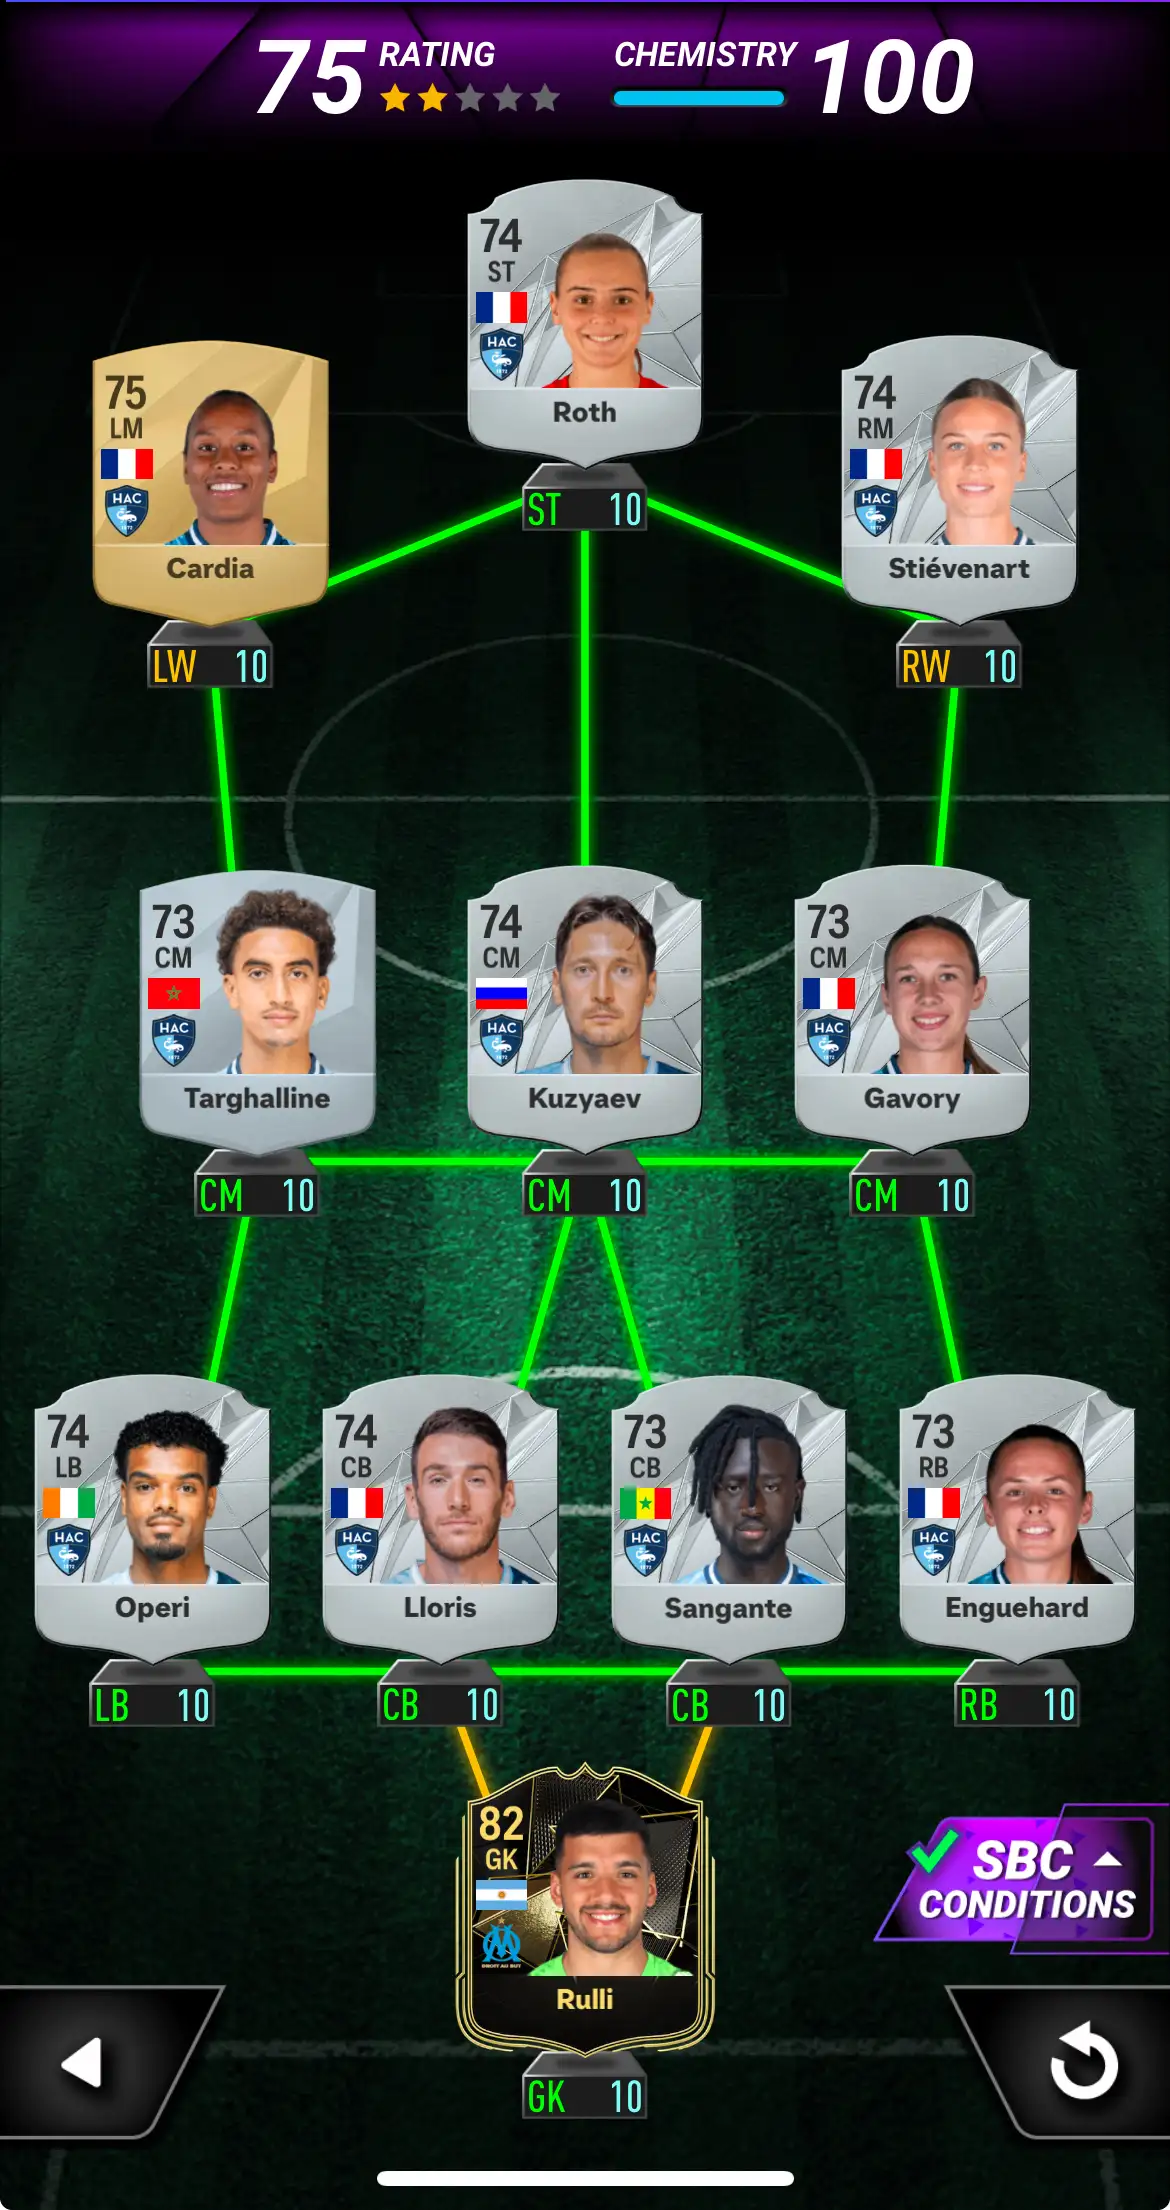 75 RATING CHEMISTRY 100
74
ST
HAC
Roth
ST 10
75
LM
HAC
Cardia
LW 10
74
RM
HAC
Stiévenart
RW 10
73
CM
HAC
Targhalline
CM 10
74
CM
HAC
Kuzyaev
CM 10
73
CM
HAC
Gavory
CM 10
74
LB
HAC
Operi
LB 10
74
CB
HAC
Lloris
CB 10
73
CB
HAC
Sangante
CB 10
73
RB
HAC
Enguehard
RB 10
82
GK
DROIT AU BUT
Rulli
GK 10
SBC
CONDITIONS